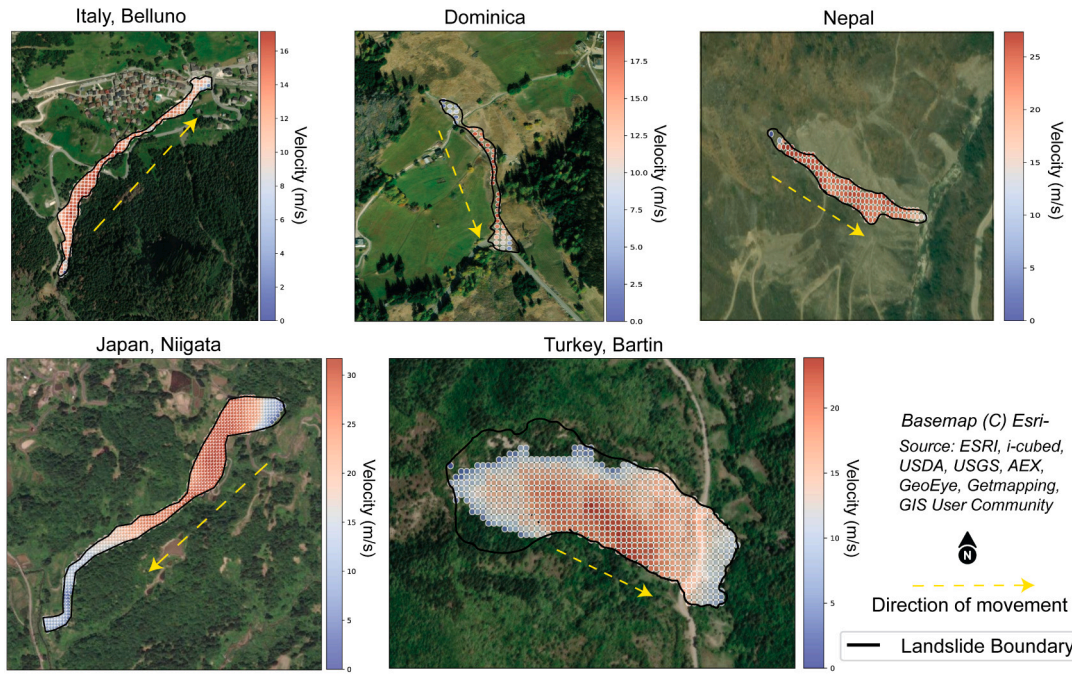 Italy, Belluno
16
14
12
10
8
6
4
2
0
Velocity (m/s)
Dominica
17.5
15.0
12.5
10.0
7.5
5.0
2.5
0.0
Velocity (m/s)
Nepal
25
20
15
10
5
0
Velocity (m/s)
Japan, Niigata
30
25
20
15
10
5
0
Velocity (m/s)
Turkey, Bartin
20
15
10
5
0
Velocity (m/s)
Basemap (C) Esri-
Source: ESRI, i-cubed,
USDA, USGS, AEX,
GeoEye, Getmapping,
GIS User Community
N
Direction of movement
Landslide Boundary